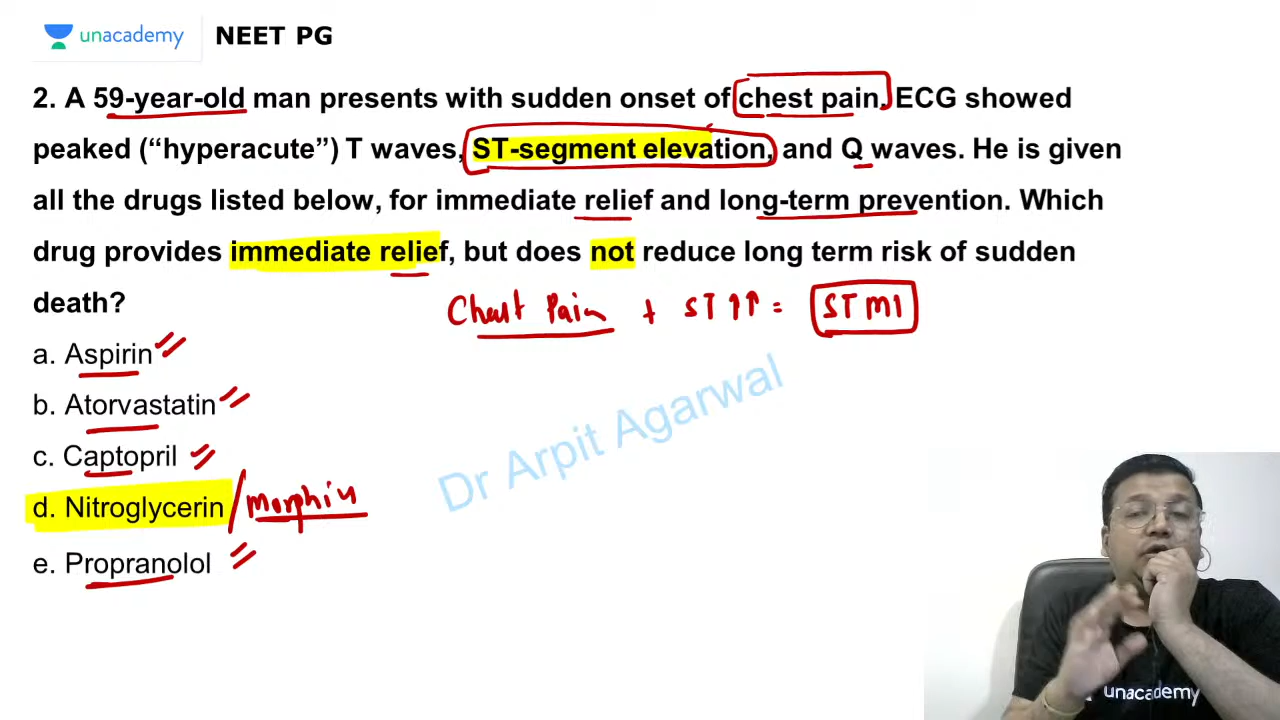 unacademy NEET PG
2. A 59-year-old man presents with sudden onset of chest pain. ECG showed
peaked (“hyperacute”) T waves, ST-segment elevation, and Q waves. He is given
all the drugs listed below, for immediate relief and long-term prevention. Which
drug provides immediate relief, but does not reduce long term risk of sudden
death?
Chest Pain + ST ↑↑ = STMI
a. Aspirin
b. Atorvastatin
c. Captopril
d. Nitroglycerin / Morphin
e. Propranolol
Dr Arpit Agarwal
unacademy